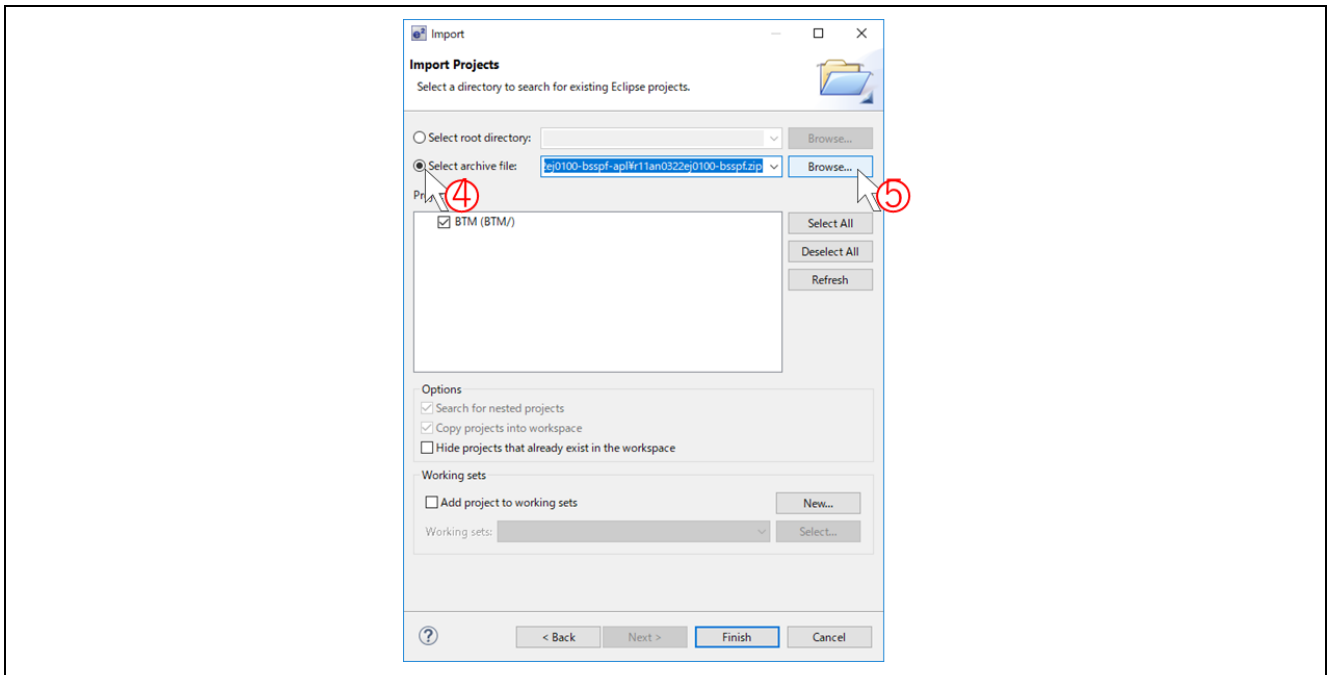 e² Import
Import Projects
Select a directory to search for existing Eclipse projects.
Select root directory: Browse...
Select archive file: ej0100-bsspf-apl¥r11an0322ej0100-bsspf.zip Browse...
④ ⑤
BTM (BTM/)
Select All
Deselect All
Refresh
Options
Search for nested projects
Copy projects into workspace
Hide projects that already exist in the workspace
Working sets
Add project to working sets New...
Working sets: Select...
? < Back Next > Finish Cancel